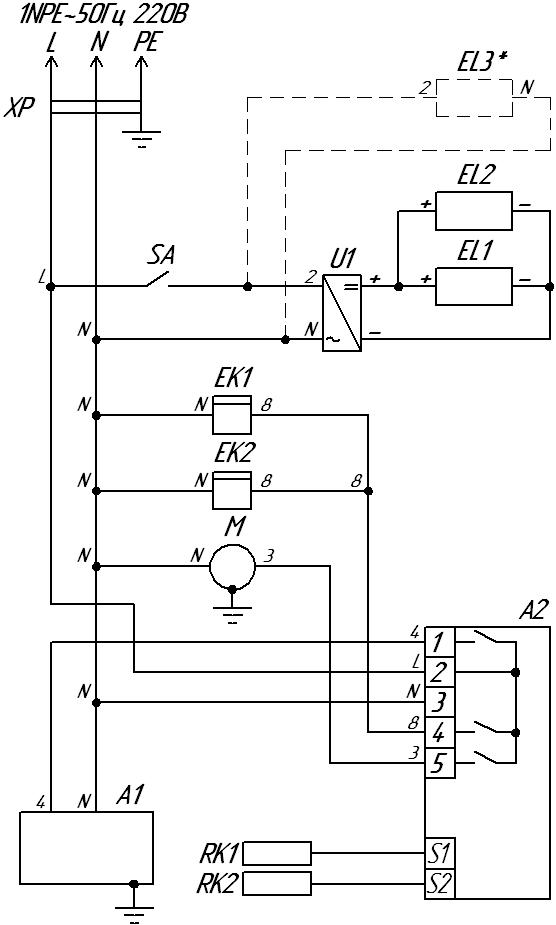 1NPE~50Гц 220В
L N PE
XP
EL3*
2 N
EL2
+ −
SA U1 EL1
L 2 = + + −
N N ~ −
EK1
N N 8
EK2
N N 8 8
M
N N 3
A2
4 1
L 2
N N 3
8 4
3 5
A1
4 N
RK1 S1
RK2 S2